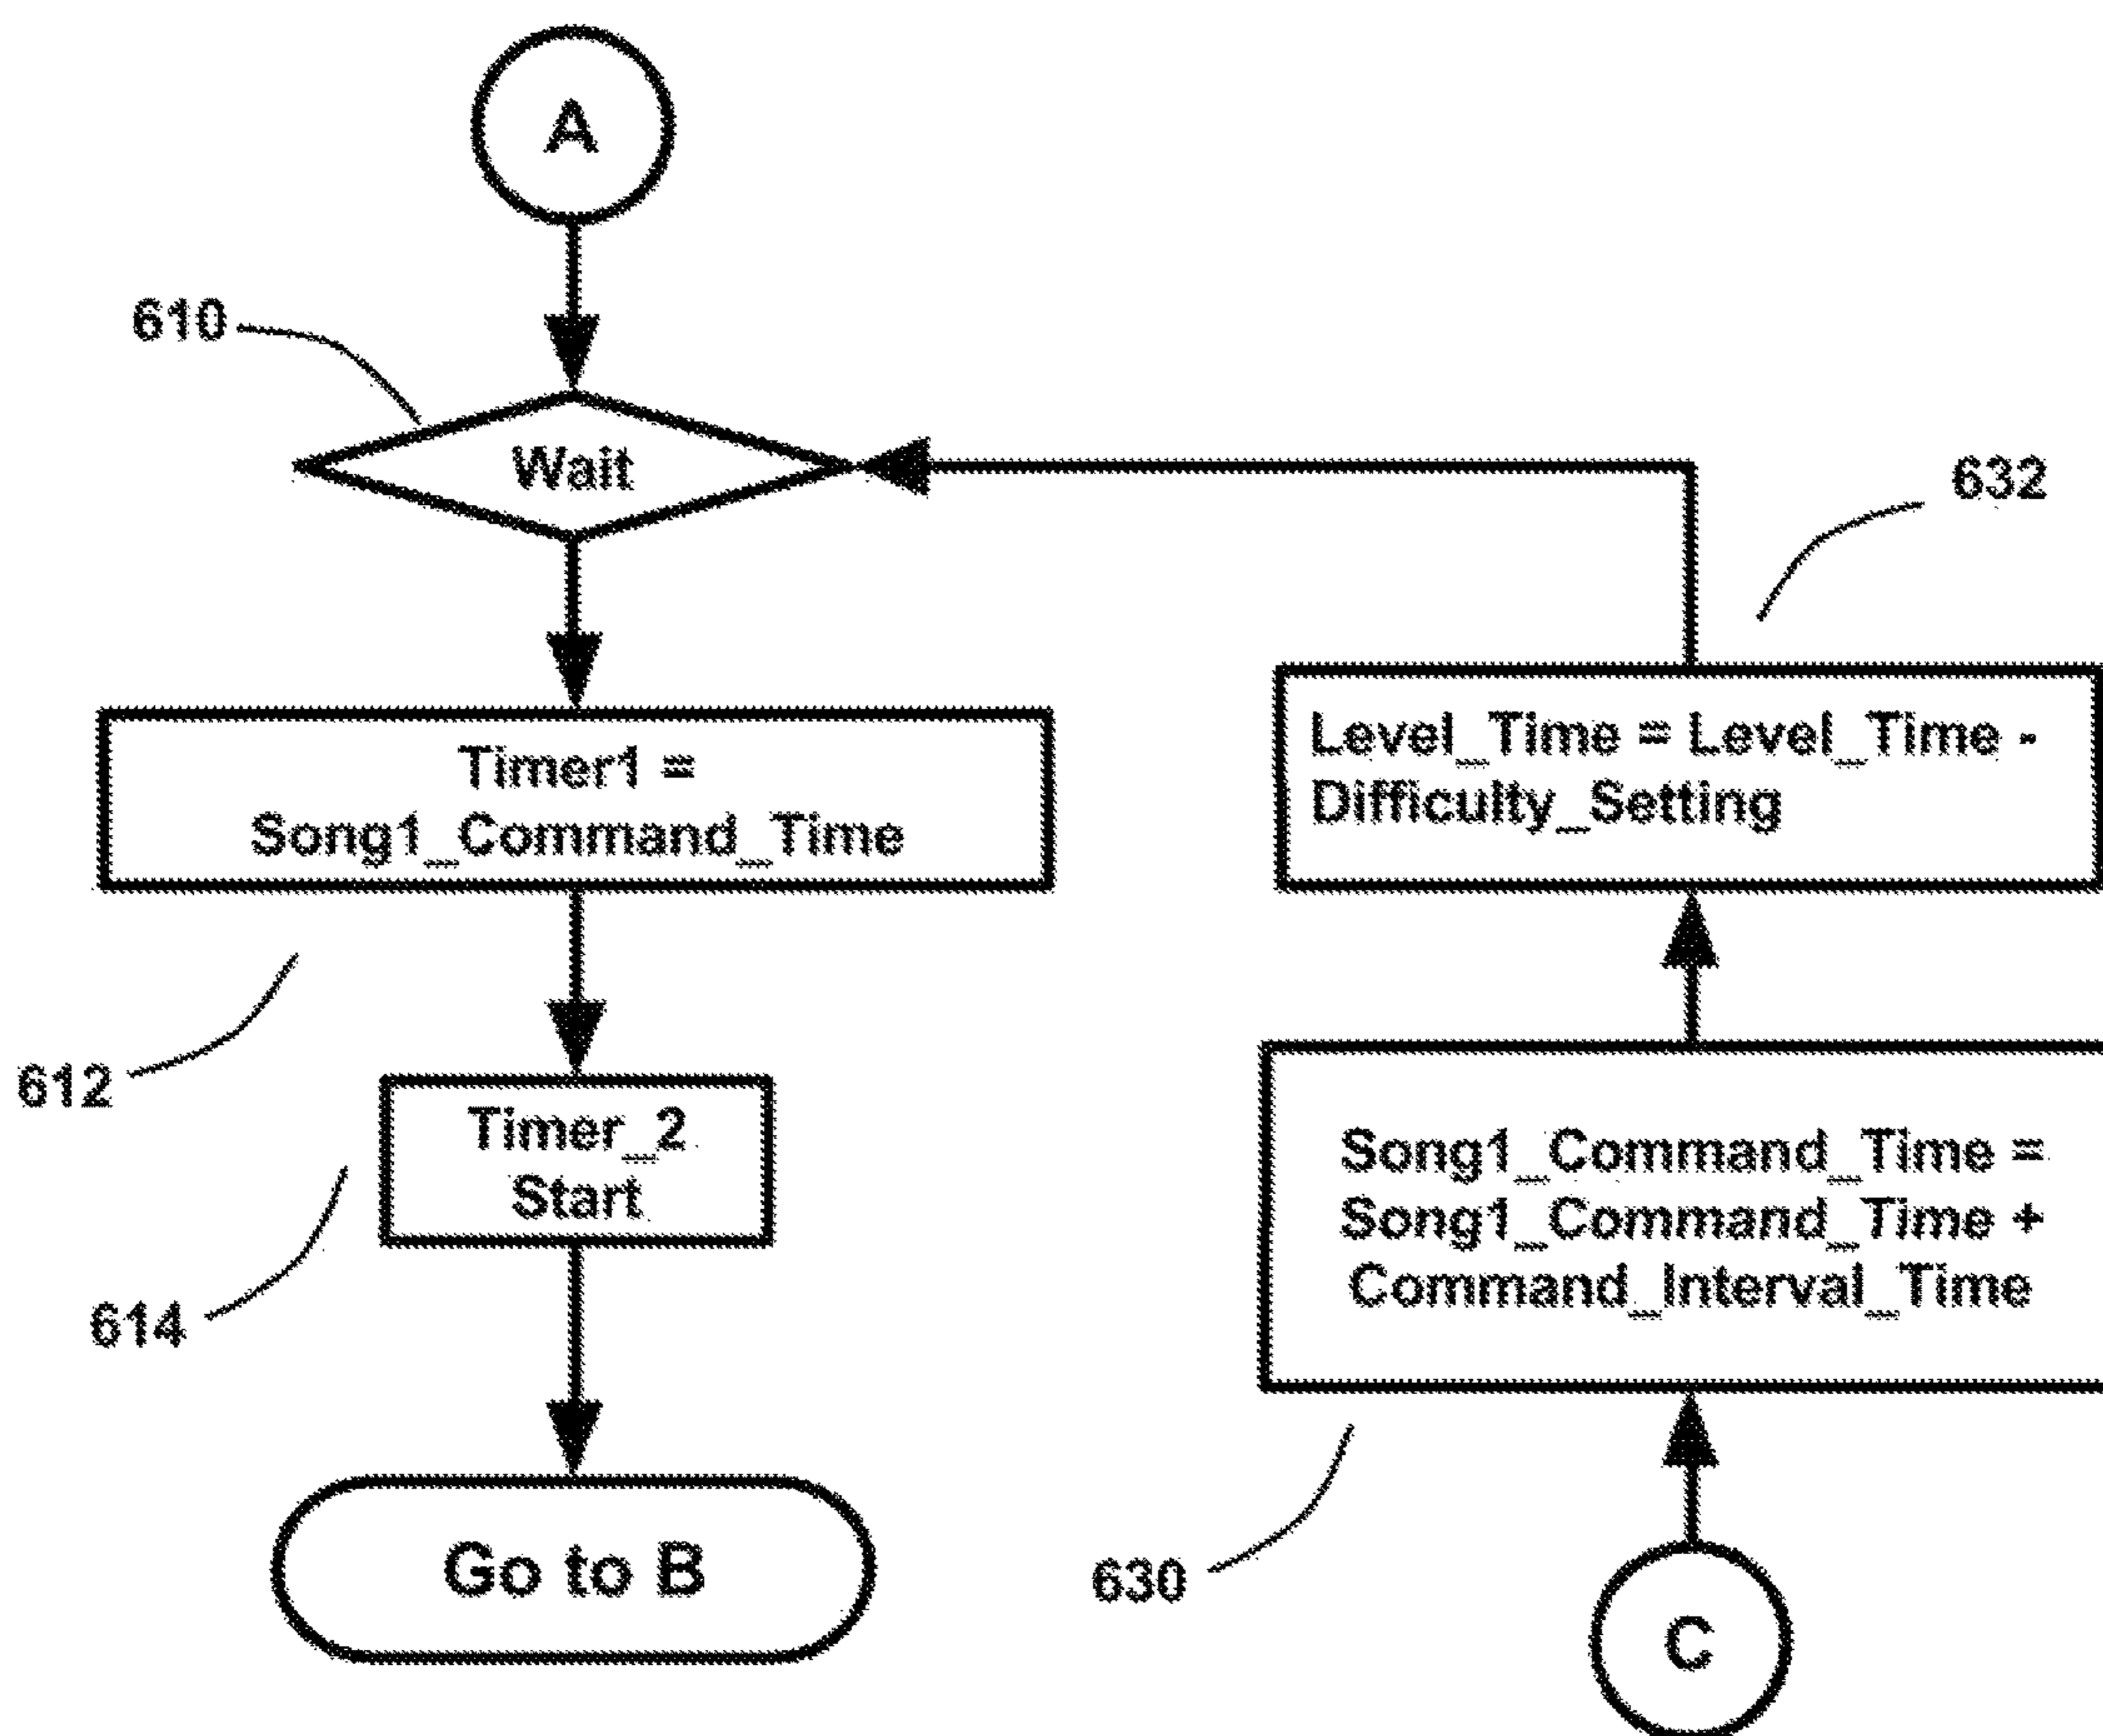 A
610
Wait
632
Timer1 =
Song1_Command_Time
Level_Time = Level_Time -
Difficulty_Setting
612
Timer_2
Start
Song1_Command_Time =
Song1_Command_Time +
Command_Interval_Time
614
Go to B
630
C